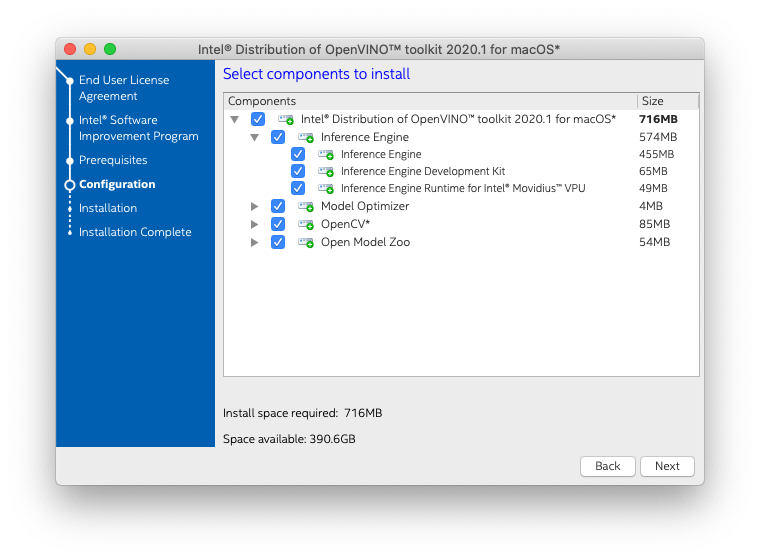 Intel® Distribution of OpenVINO™ toolkit 2020.1 for macOS*
End User License
Agreement
Intel® Software
Improvement Program
Prerequisites
Configuration
Installation
Installation Complete
Select components to install
Components Size
Intel® Distribution of OpenVINO™ toolkit 2020.1 for macOS* 716MB
Inference Engine 574MB
Inference Engine 455MB
Inference Engine Development Kit 65MB
Inference Engine Runtime for Intel® Movidius™ VPU 49MB
Model Optimizer 4MB
OpenCV* 85MB
Open Model Zoo 54MB
Install space required: 716MB
Space available: 390.6GB
Back Next